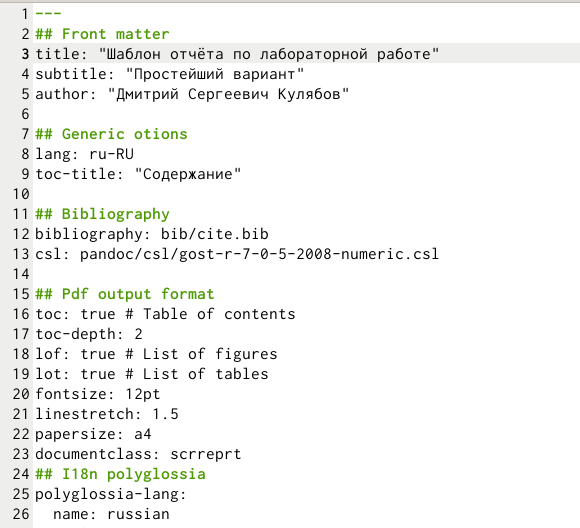 1 ---
2 ## Front matter
3 title: "Шаблон отчёта по лабораторной работе"
4 subtitle: "Простейший вариант"
5 author: "Дмитрий Сергеевич Кулябов"
6
7 ## Generic otions
8 lang: ru-RU
9 toc-title: "Содержание"
10
11 ## Bibliography
12 bibliography: bib/cite.bib
13 csl: pandoc/csl/gost-r-7-0-5-2008-numeric.csl
14
15 ## Pdf output format
16 toc: true # Table of contents
17 toc-depth: 2
18 lof: true # List of figures
19 lot: true # List of tables
20 fontsize: 12pt
21 linestretch: 1.5
22 papersize: a4
23 documentclass: scrreprt
24 ## I18n polyglossia
25 polyglossia-lang:
26   name: russian